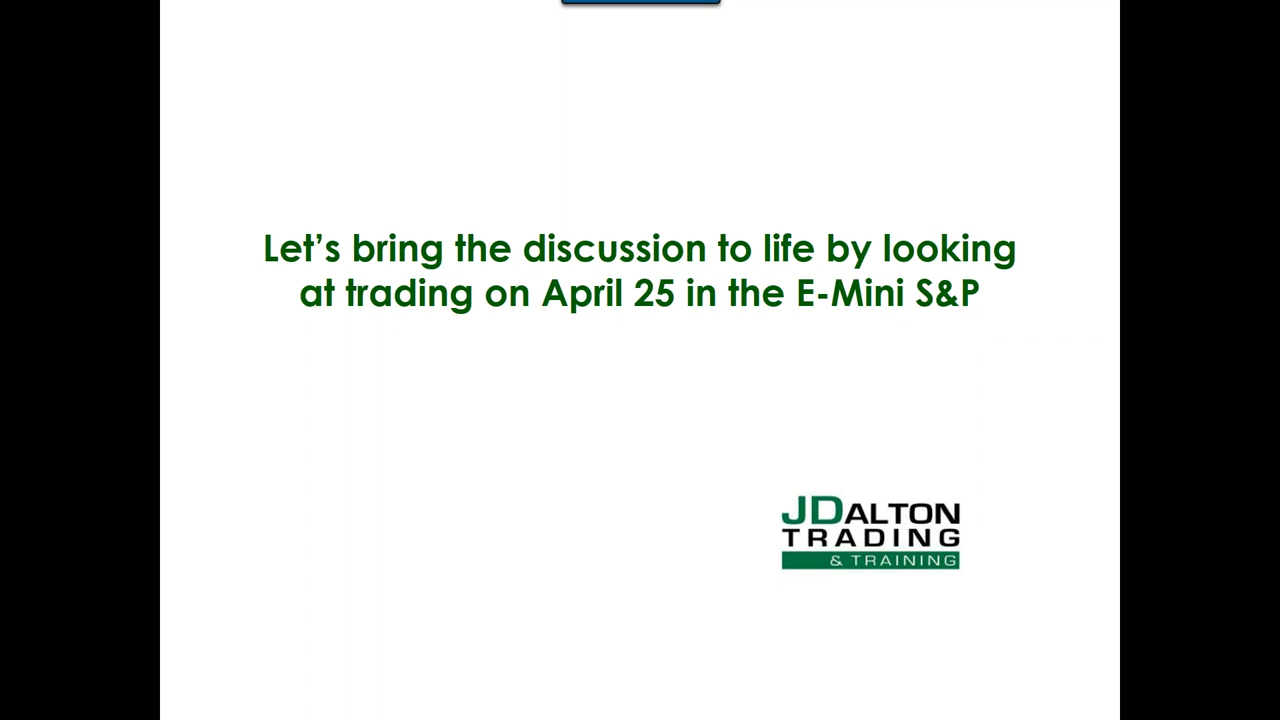 Let’s bring the discussion to life by looking
at trading on April 25 in the E-Mini S&P
JDALTON
TRADING
& TRAINING